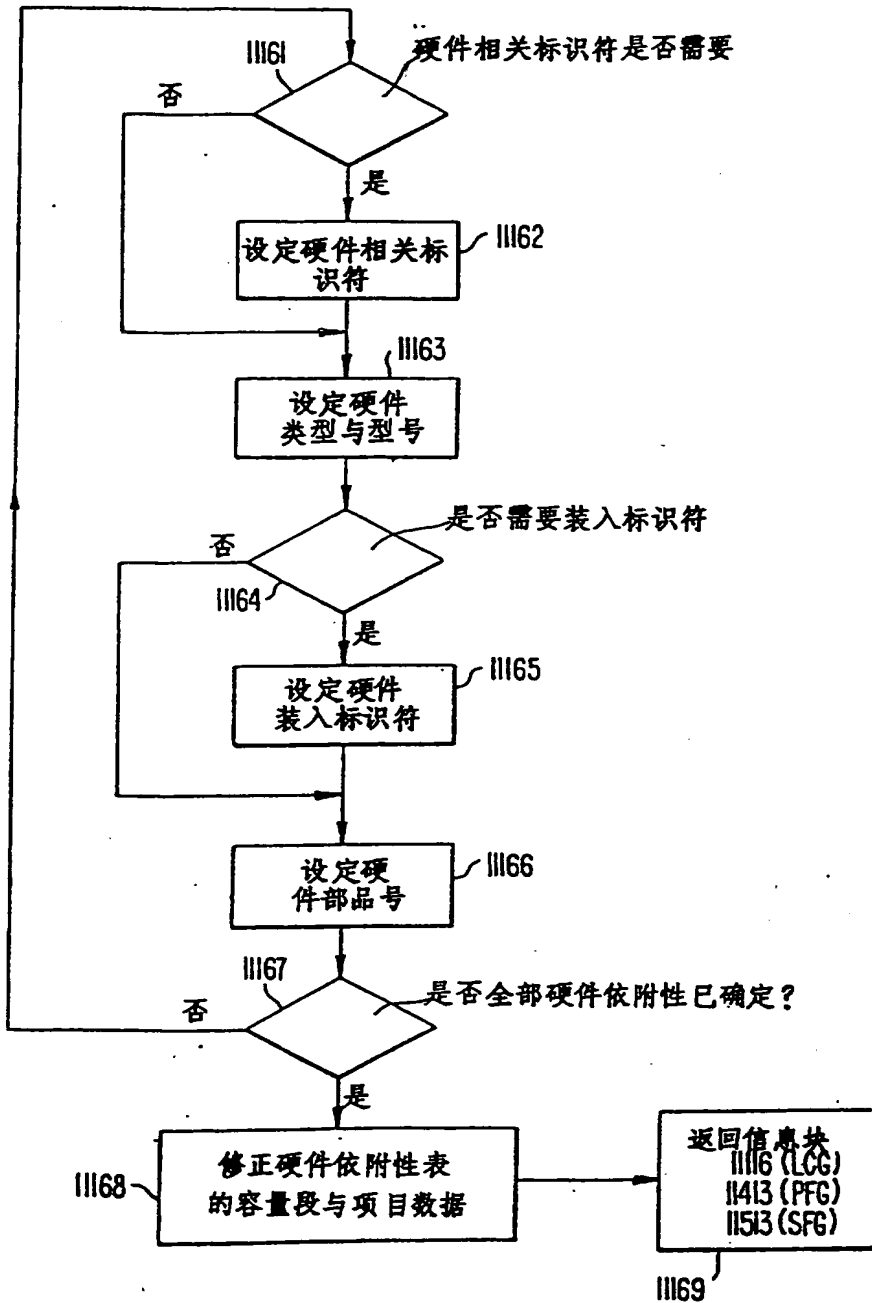 11161
硬件相关标识符是否需要
否
是
设定硬件相关标
识符
11162
11163
设定硬件
类型与型号
是否需要装入标识符
否
11164
是
设定硬件
装入标识符
11165
设定硬
件部品号
11166
11167
是否全部硬件依附性已确定?
否
是
修正硬件依附性表
的容量段与项目数据
11168
返回信息块
11116 (LCG)
11413 (PFG)
11513 (SFG)
11169